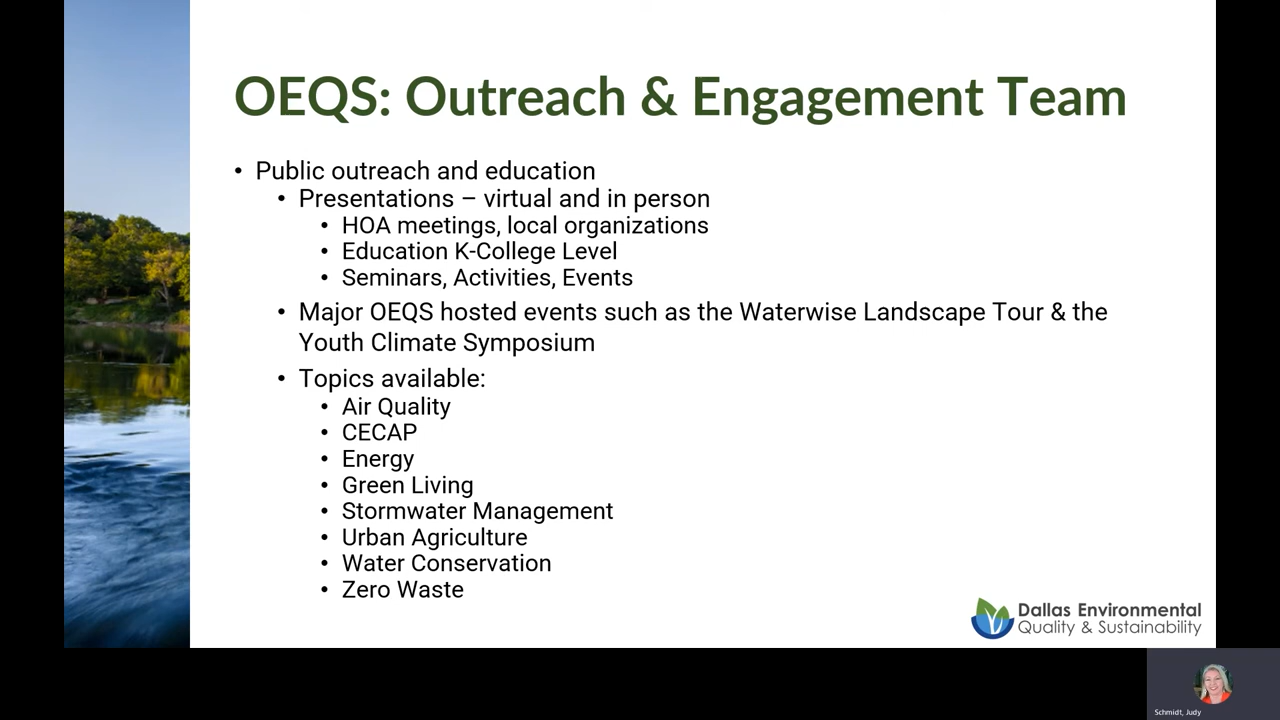 OEQS: Outreach & Engagement Team
• Public outreach and education
• Presentations – virtual and in person
• HOA meetings, local organizations
• Education K-College Level
• Seminars, Activities, Events
• Major OEQS hosted events such as the Waterwise Landscape Tour & the
Youth Climate Symposium
• Topics available:
• Air Quality
• CECAP
• Energy
• Green Living
• Stormwater Management
• Urban Agriculture
• Water Conservation
• Zero Waste
Dallas Environmental
Quality & Sustainability
Schmidt, Judy